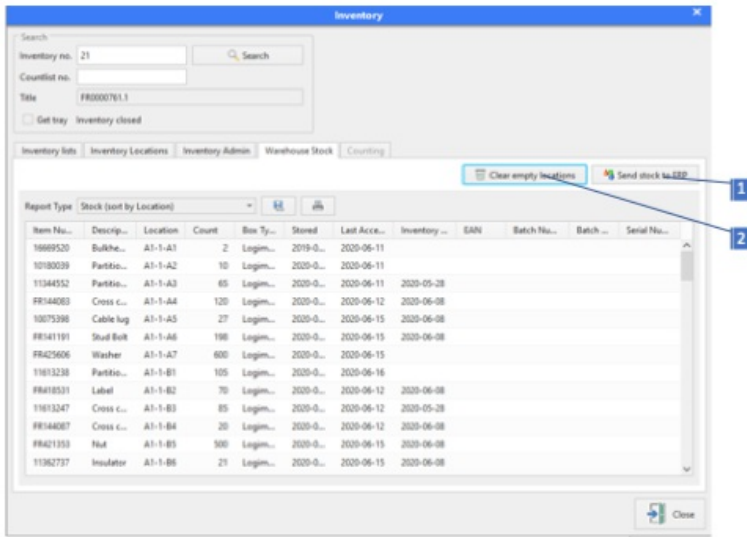 Inventory
Search
Inventory no. 21 Search
Countlist no.
Title FR0000761.1
Get tray Inventory closed
Inventory lists Inventory Locations Inventory Admin Warehouse Stock Counting
Clear empty locations Send stock to ERP
1
Report Type Stock (sort by Location)
2
Item Nu... Descrip... Location Count Box Ty... Stored Last Acce... Inventory ... EAN Batch Nu... Batch ... Serial Nu...
16669520 Bulkhe... A1-1-A1 2 Logim... 2019-0... 2020-06-11
10180039 Partitio... A1-1-A2 10 Logim... 2020-0... 2020-06-11
11344552 Partitio... A1-1-A3 65 Logim... 2020-0... 2020-06-11 2020-05-28
FR144083 Cross c... A1-1-A4 120 Logim... 2020-0... 2020-06-12 2020-06-08
10075398 Cable lug A1-1-A5 27 Logim... 2020-0... 2020-06-15 2020-06-08
FR141191 Stud Bolt A1-1-A6 198 Logim... 2020-0... 2020-06-15 2020-06-08
FR425606 Washer A1-1-A7 600 Logim... 2020-0... 2020-06-15
11613238 Partitio... A1-1-B1 105 Logim... 2020-0... 2020-06-16
FR418531 Label A1-1-B2 70 Logim... 2020-0... 2020-06-12 2020-06-08
11613247 Cross c... A1-1-B3 85 Logim... 2020-0... 2020-06-12 2020-05-28
FR144087 Cross c... A1-1-B4 20 Logim... 2020-0... 2020-06-12 2020-06-08
FR421353 Nut A1-1-B5 500 Logim... 2020-0... 2020-06-15 2020-06-08
11362737 Insulator A1-1-B6 21 Logim... 2020-0... 2020-06-15 2020-06-08
Close